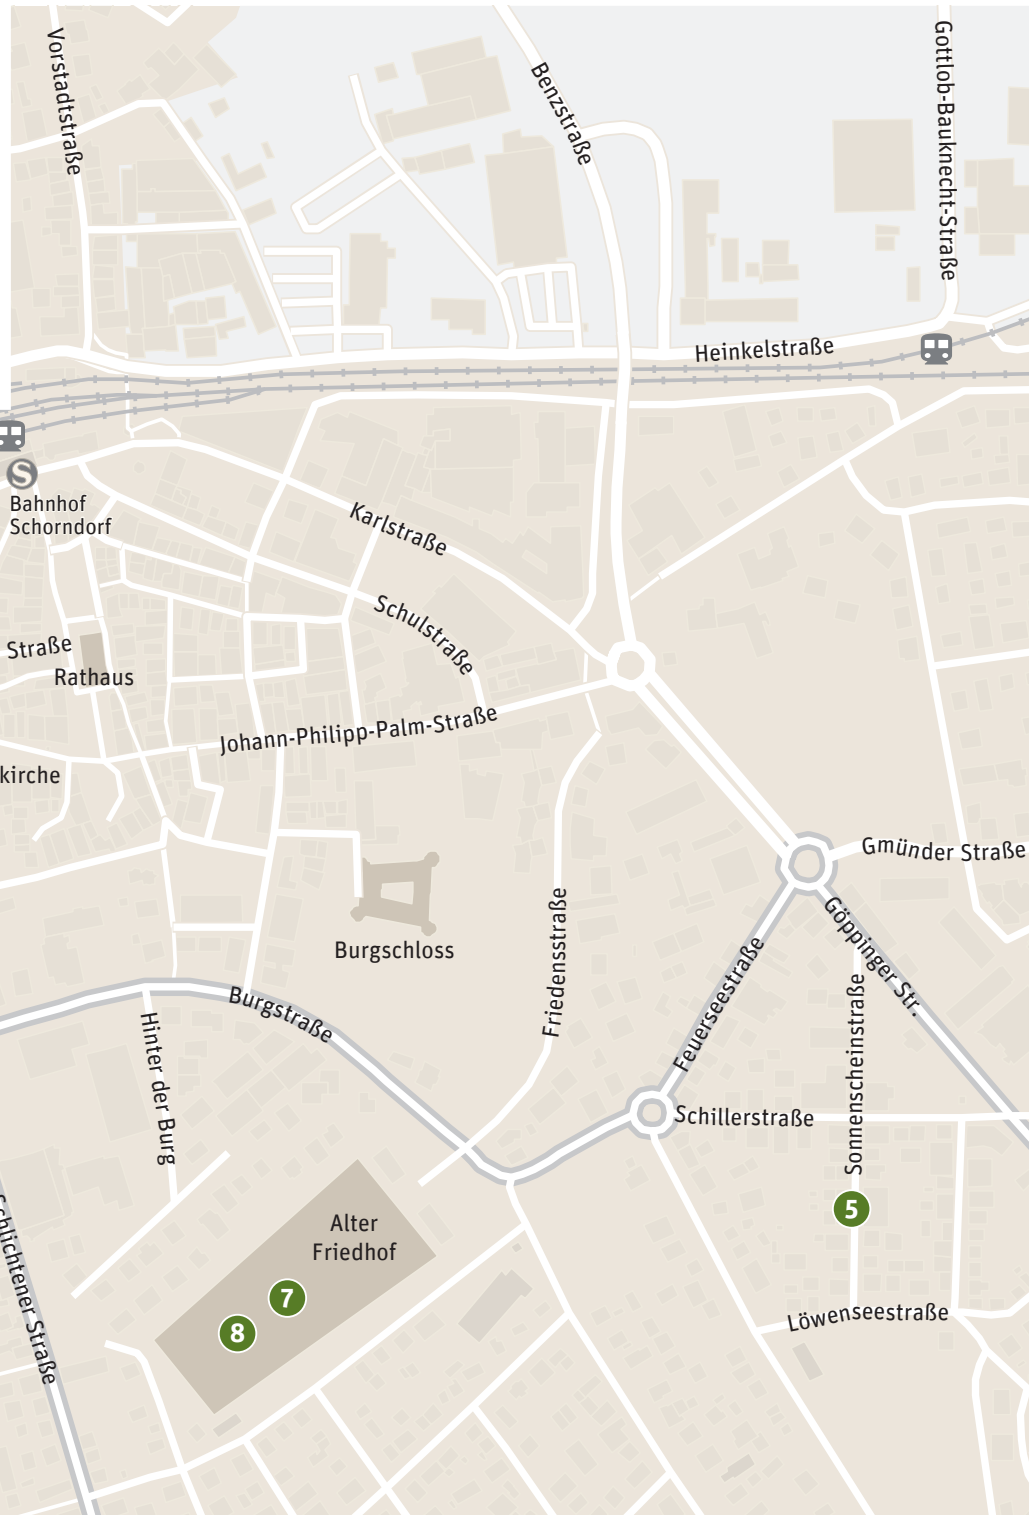 Vorstadtstraße
Benzstraße
Gottlob-Bauknecht-Straße
Heinkelstraße
S
Bahnhof
Schorndorf
Karlstraße
Schulstraße
Straße
Rathaus
Johann-Philipp-Palm-Straße
kirche
Gmünder Straße
Göppinger Str.
Burgschloss
Friedensstraße
Feuerseestraße
Sonnenscheinstraße
Burgstraße
Hinter der Burg
Schillerstraße
Schlichtener Straße
5
Alter
Friedhof
7
8
Löwenseestraße